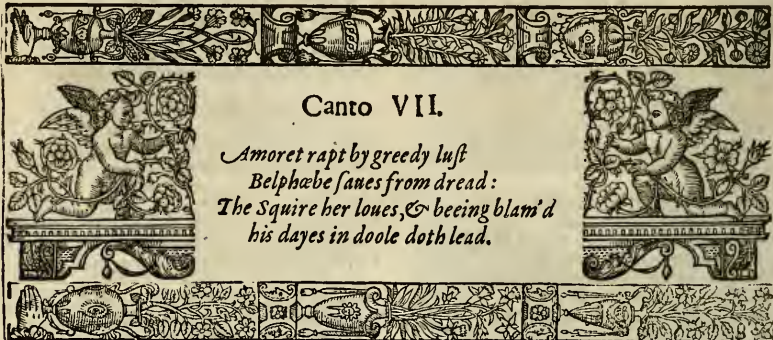 Canto VII.
Amoret rapt by greedy luſt
Belphœbe ſaues from dread:
The Squire her loues, & beeing blam'd
his dayes in doole doth lead.